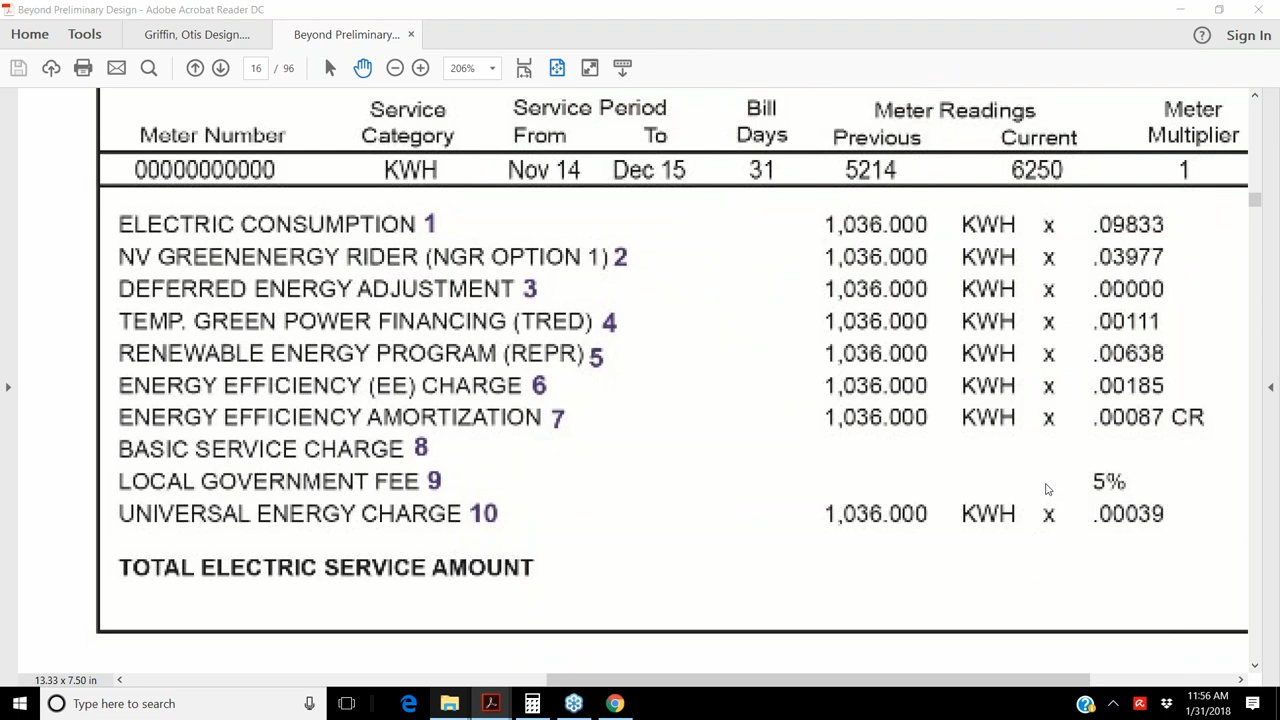 Beyond Preliminary Design - Adobe Acrobat Reader DC
Home Tools Griffin, Otis Design.... Beyond Preliminary... × Sign In
16 / 96 206%
Service Service Period Bill Meter Readings Meter
Meter Number Category From To Days Previous Current Multiplier
00000000000 KWH Nov 14 Dec 15 31 5214 6250 1
ELECTRIC CONSUMPTION 1 1,036.000 KWH x .09833
NV GREENENERGY RIDER (NGR OPTION 1) 2 1,036.000 KWH x .03977
DEFERRED ENERGY ADJUSTMENT 3 1,036.000 KWH x .00000
TEMP. GREEN POWER FINANCING (TRED) 4 1,036.000 KWH x .00111
RENEWABLE ENERGY PROGRAM (REPR) 5 1,036.000 KWH x .00638
ENERGY EFFICIENCY (EE) CHARGE 6 1,036.000 KWH x .00185
ENERGY EFFICIENCY AMORTIZATION 7 1,036.000 KWH x .00087 CR
BASIC SERVICE CHARGE 8
LOCAL GOVERNMENT FEE 9 5%
UNIVERSAL ENERGY CHARGE 10 1,036.000 KWH x .00039
TOTAL ELECTRIC SERVICE AMOUNT
13.33 x 7.50 in
Type here to search
11:56 AM
1/31/2018